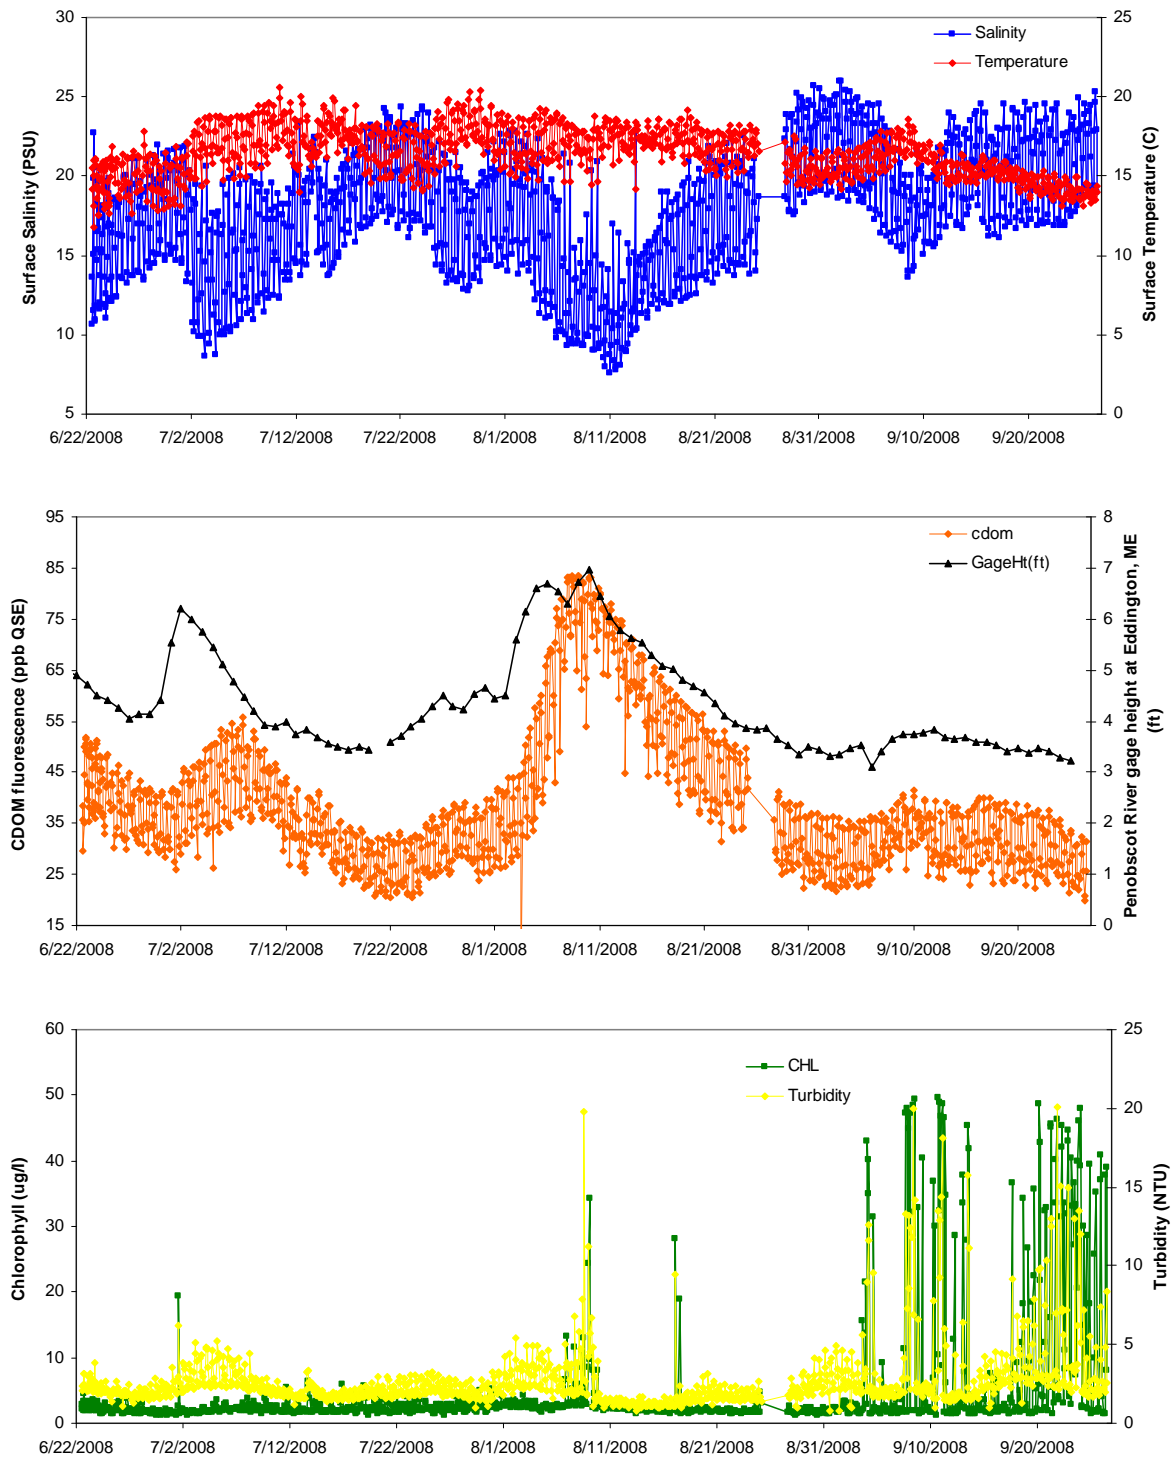 30
25
20
15
10
5
Surface Salinity (PSU)
Salinity
Temperature
25
20
15
10
5
0
Surface Temperature (C)
6/22/2008 7/2/2008 7/12/2008 7/22/2008 8/1/2008 8/11/2008 8/21/2008 8/31/2008 9/10/2008 9/20/2008
95
85
75
65
55
45
35
25
15
CDOM fluorescence (ppb QSE)
cdom
GageHt(ft)
8
7
6
5
4
3
2
1
0
Penobscot River gage height at Eddington, ME
(ft)
6/22/2008 7/2/2008 7/12/2008 7/22/2008 8/1/2008 8/11/2008 8/21/2008 8/31/2008 9/10/2008 9/20/2008
60
50
40
30
20
10
0
Chlorophyll (ug/l)
CHL
Turbidity
25
20
15
10
5
0
Turbidity (NTU)
6/22/2008 7/2/2008 7/12/2008 7/22/2008 8/1/2008 8/11/2008 8/21/2008 8/31/2008 9/10/2008 9/20/2008